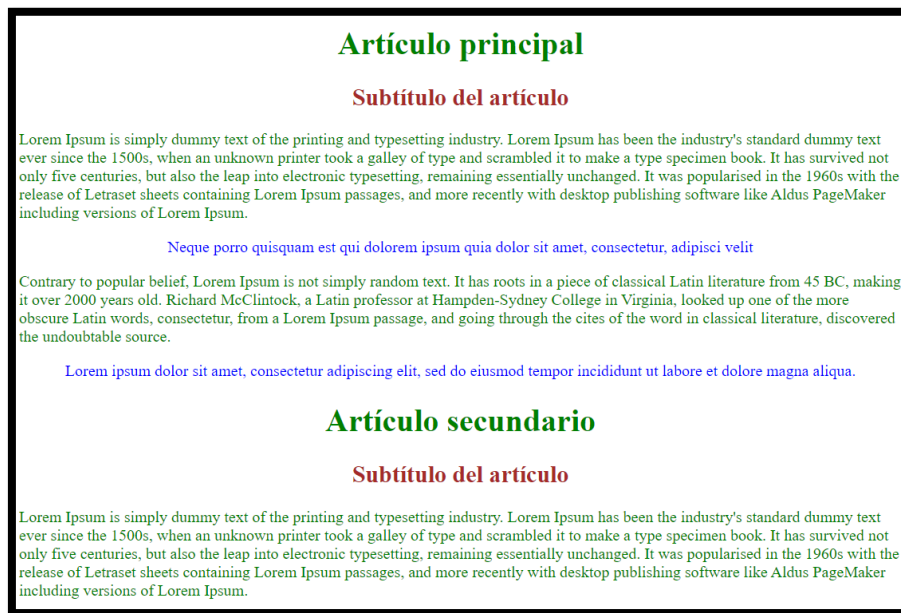 Artículo principal
Subtítulo del artículo
Lorem Ipsum is simply dummy text of the printing and typesetting industry. Lorem Ipsum has been the industry's standard dummy text
ever since the 1500s, when an unknown printer took a galley of type and scrambled it to make a type specimen book. It has survived not
only five centuries, but also the leap into electronic typesetting, remaining essentially unchanged. It was popularised in the 1960s with the
release of Letraset sheets containing Lorem Ipsum passages, and more recently with desktop publishing software like Aldus PageMaker
including versions of Lorem Ipsum.
Neque porro quisquam est qui dolorem ipsum quia dolor sit amet, consectetur, adipisci velit
Contrary to popular belief, Lorem Ipsum is not simply random text. It has roots in a piece of classical Latin literature from 45 BC, making
it over 2000 years old. Richard McClintock, a Latin professor at Hampden-Sydney College in Virginia, looked up one of the more
obscure Latin words, consectetur, from a Lorem Ipsum passage, and going through the cites of the word in classical literature, discovered
the undoubtable source.
Lorem ipsum dolor sit amet, consectetur adipiscing elit, sed do eiusmod tempor incididunt ut labore et dolore magna aliqua.
Artículo secundario
Subtítulo del artículo
Lorem Ipsum is simply dummy text of the printing and typesetting industry. Lorem Ipsum has been the industry's standard dummy text
ever since the 1500s, when an unknown printer took a galley of type and scrambled it to make a type specimen book. It has survived not
only five centuries, but also the leap into electronic typesetting, remaining essentially unchanged. It was popularised in the 1960s with the
release of Letraset sheets containing Lorem Ipsum passages, and more recently with desktop publishing software like Aldus PageMaker
including versions of Lorem Ipsum.